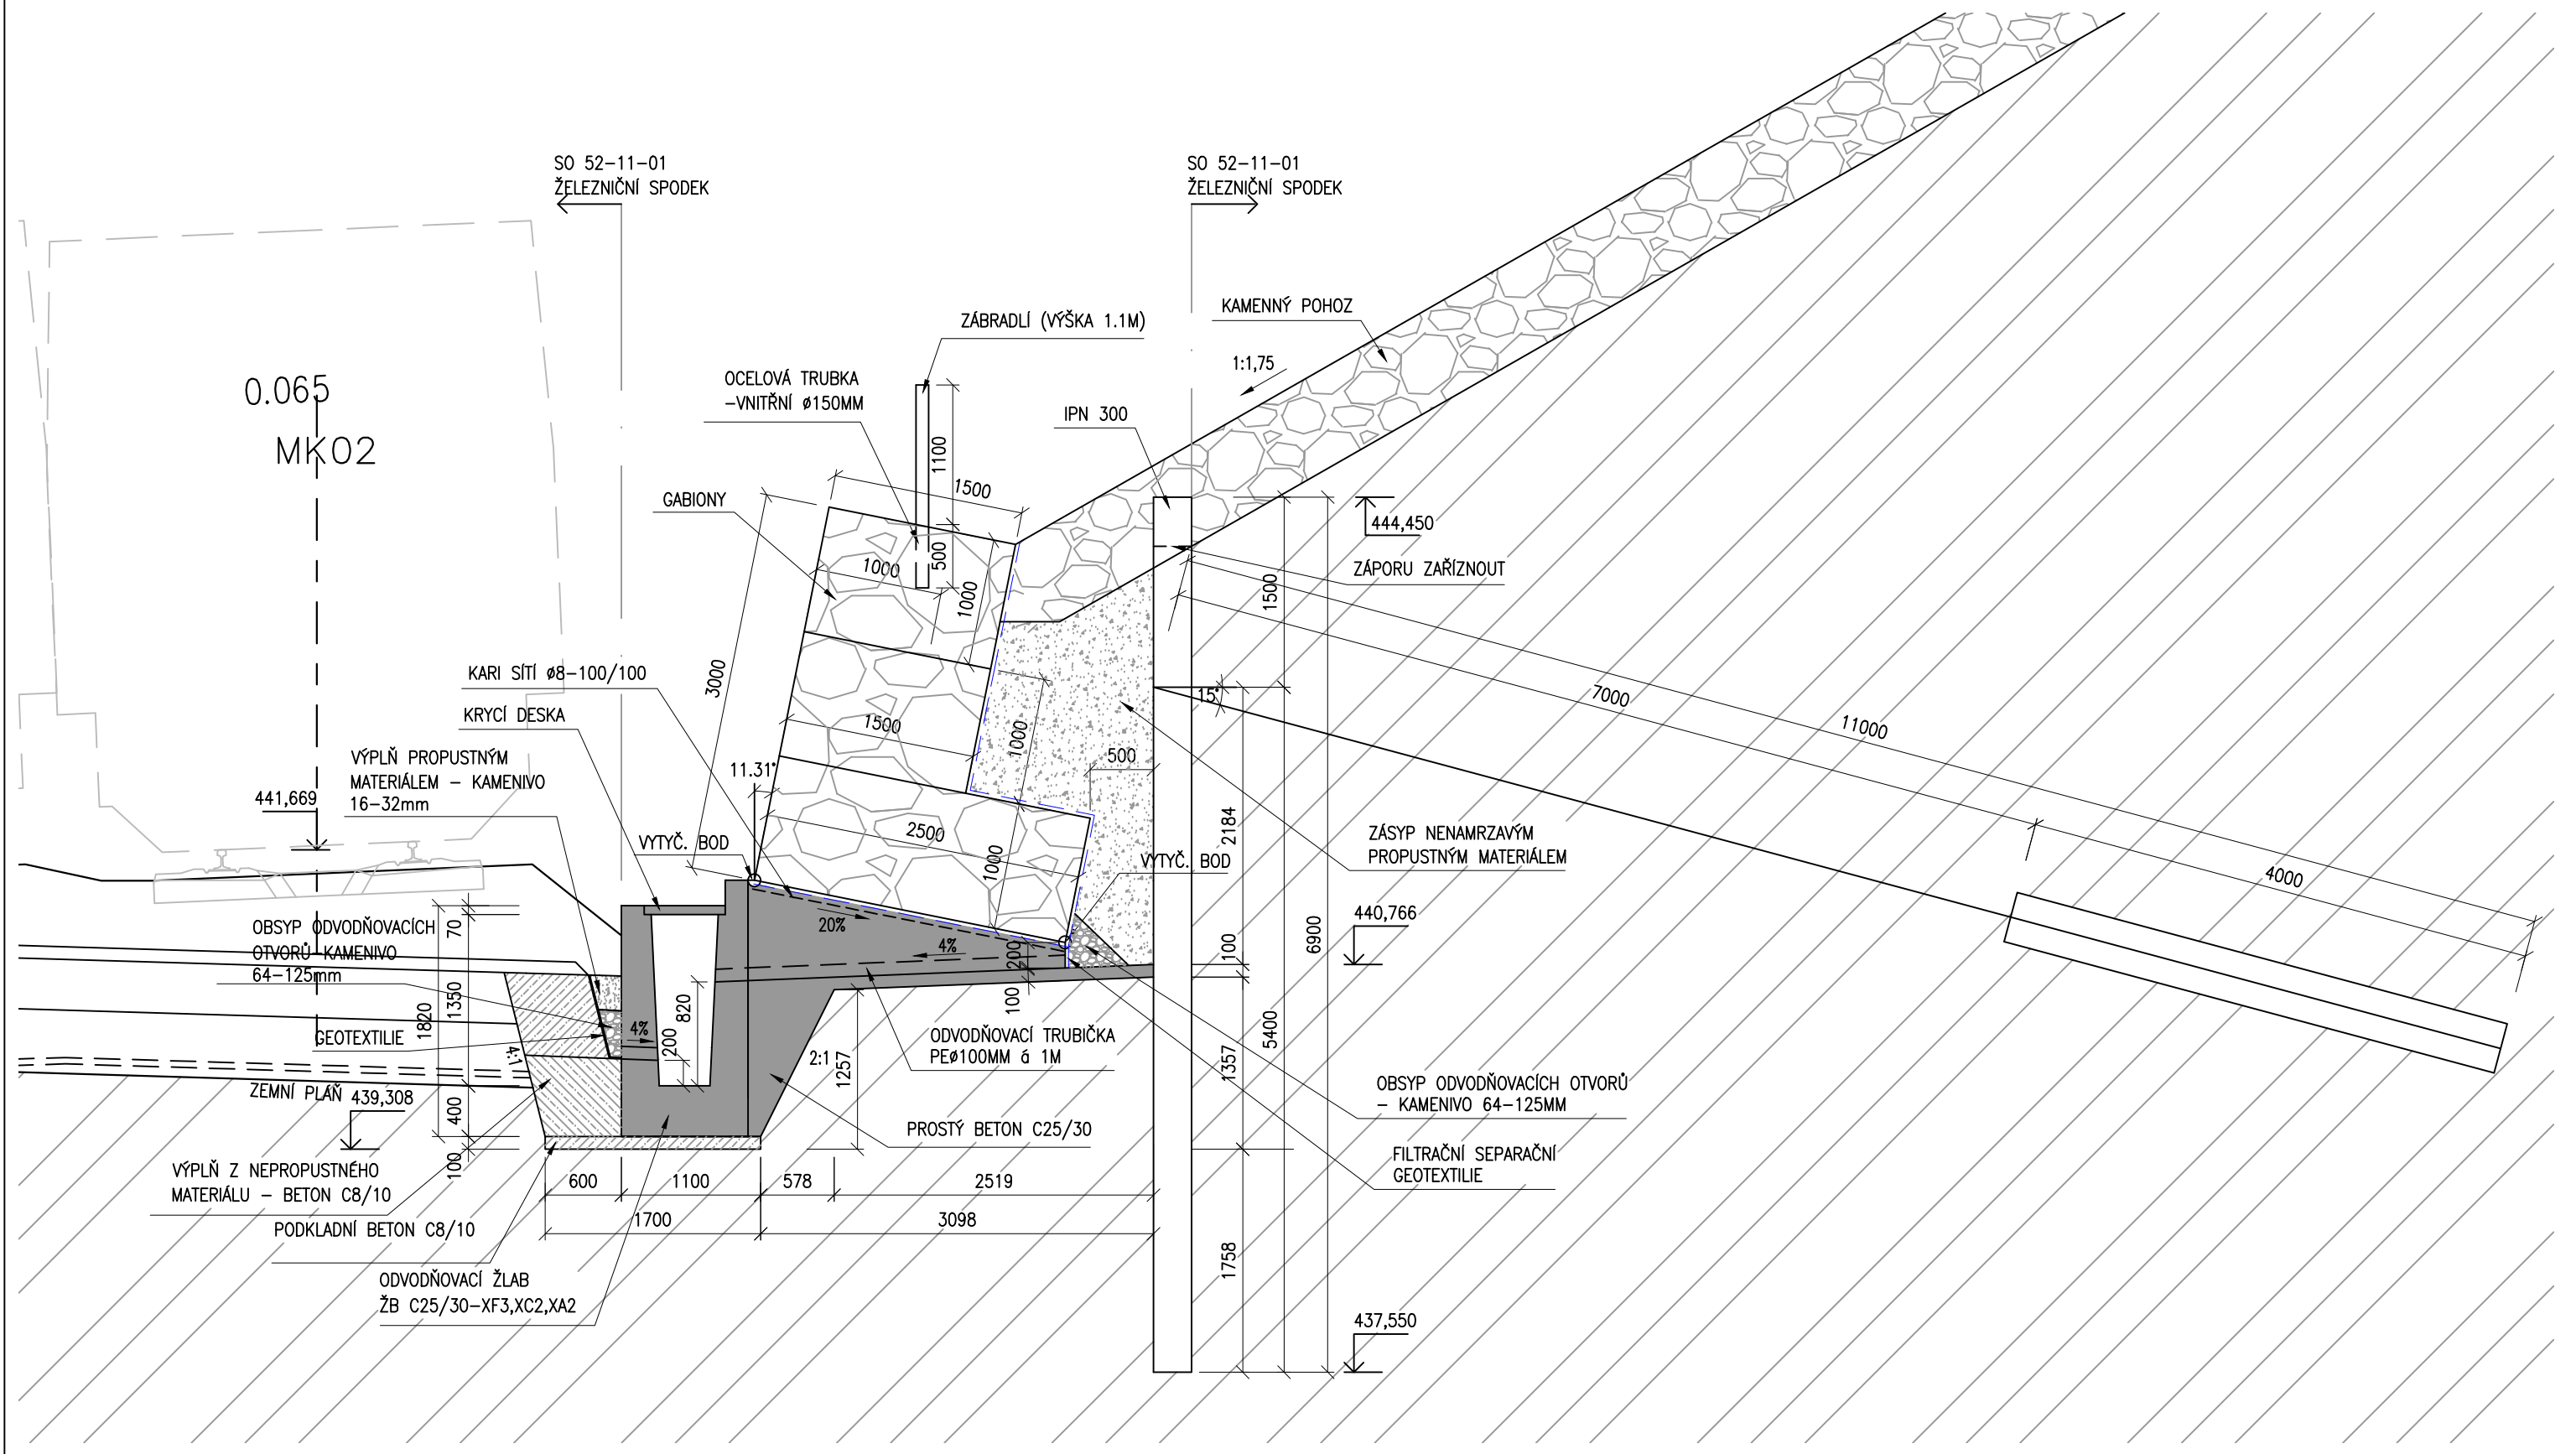 SO 52-11-01
ŽELEZNIČNÍ SPODEK
SO 52-11-01
ŽELEZNIČNÍ SPODEK
KAMENNÝ POHOZ
ZÁBRADLÍ (VÝŠKA 1.1M)
1:1,75
0.065
MK02
OCELOVÁ TRUBKA
-VNITŘNÍ ø150MM
IPN 300
1100
1500
GABIONY
500
444,450
1000
1000
ZÁPORU ZAŘÍZNOUT
1500
3000
KARI SÍTÍ ø8-100/100
15°
7000
11000
KRYCÍ DESKA
1500
1000
VÝPLŇ PROPUSTNÝM
MATERIÁLEM - KAMENIVO
16-32mm
11.31°
500
441,669
2184
2500
1000
VYTYČ. BOD
VYTYČ. BOD
ZÁSYP NENAMRZAVÝM
PROPUSTNÝM MATERIÁLEM
4000
70
OBSYP ODVODŇOVACÍCH
OTVORŮ-KAMENIVO
64-125mm
20%
4%
200
100
440,766
6900
1820
1350
820
200
4%
100
GEOTEXTILIE
4:1
2:1
1257
ODVODŇOVACÍ TRUBIČKA
PEø100MM á 1M
1357
5400
ZEMNÍ PLÁŇ
439,308
400
OBSYP ODVODŇOVACÍCH OTVORŮ
- KAMENIVO 64-125MM
PROSTÝ BETON C25/30
100
VÝPLŇ Z NEPROPUSTNÉHO
MATERIÁLU - BETON C8/10
FILTRAČNÍ SEPARAČNÍ
GEOTEXTILIE
600
1100
578
2519
1700
3098
PODKLADNÍ BETON C8/10
1758
ODVODŇOVACÍ ŽLAB
ŽB C25/30-XF3,XC2,XA2
437,550